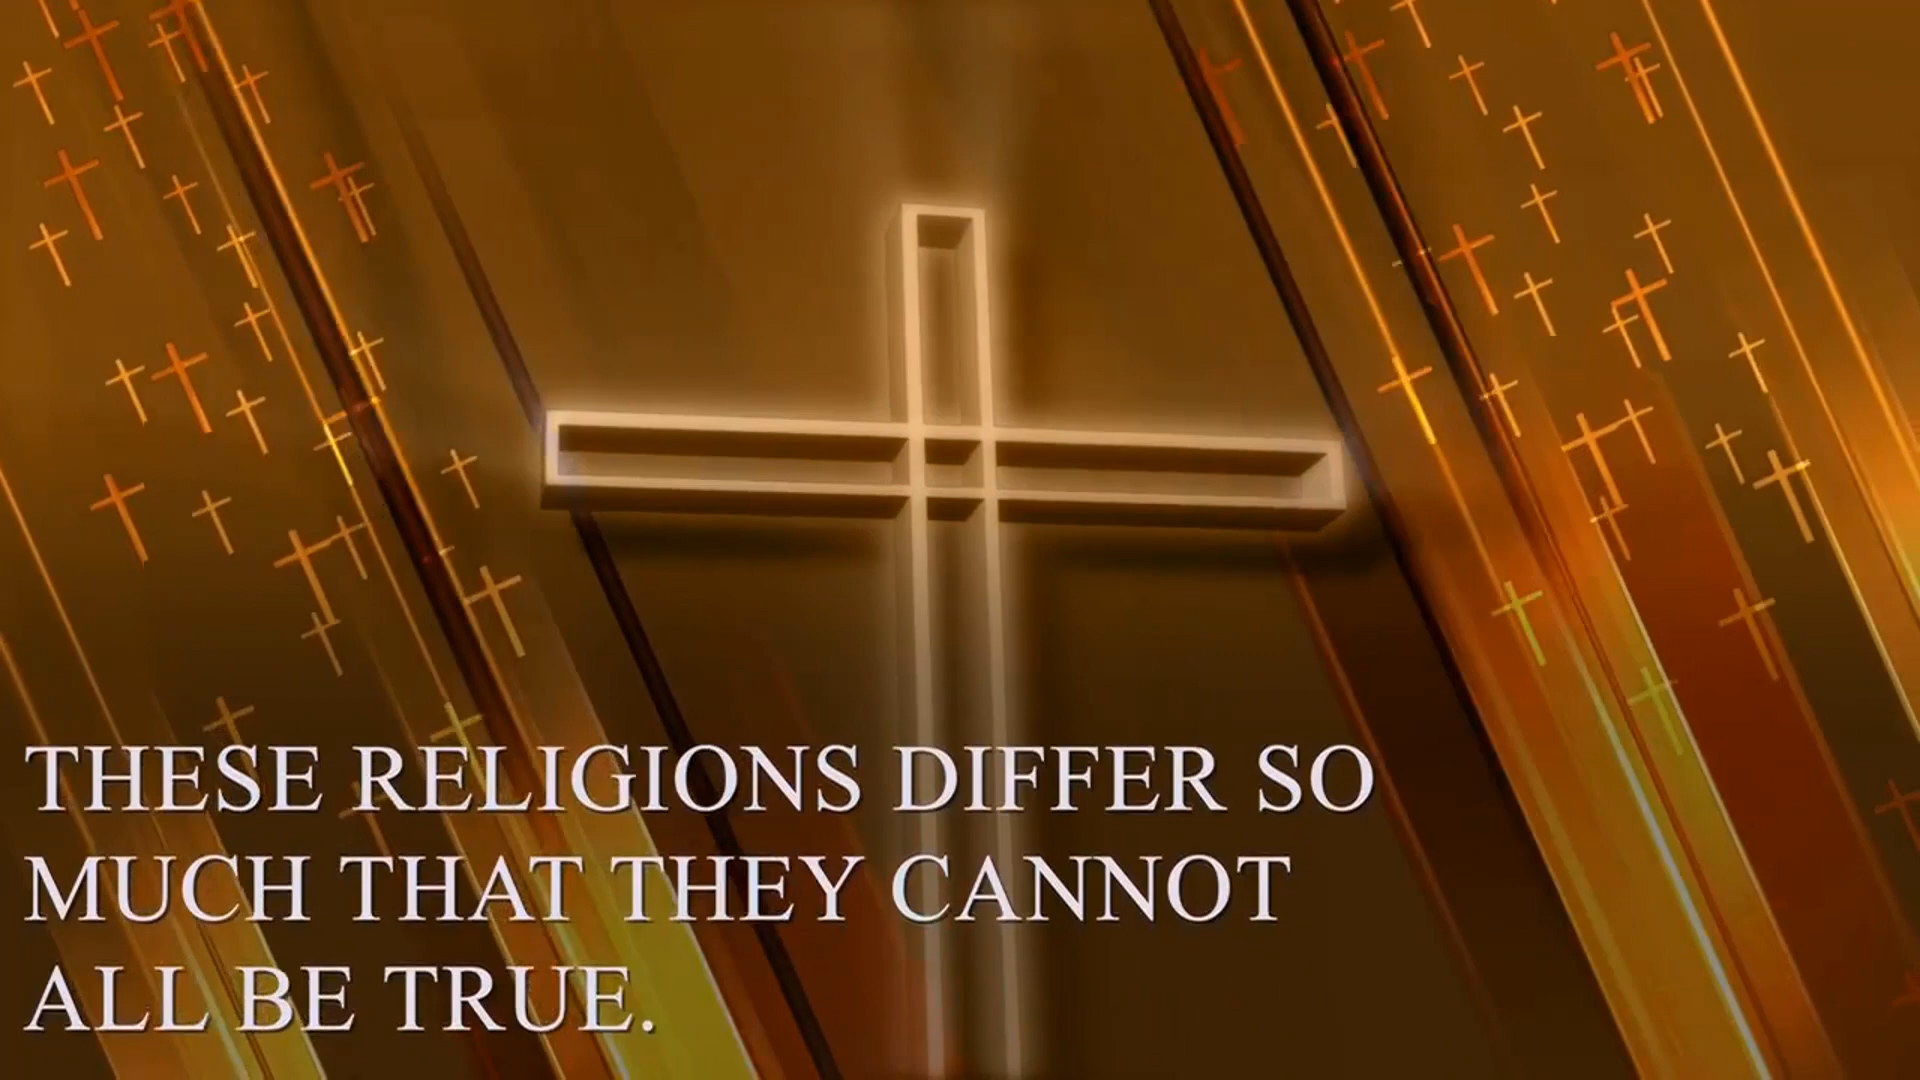 THESE RELIGIONS DIFFER SO
MUCH THAT THEY CANNOT
ALL BE TRUE.